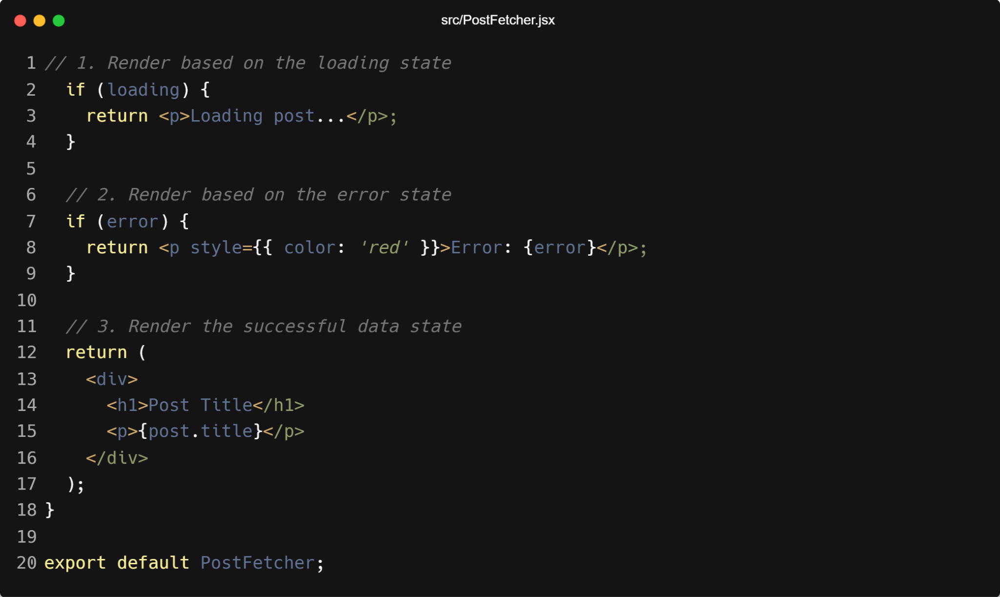 src/PostFetcher.jsx
1 // 1. Render based on the loading state
2   if (loading) {
3     return <p>Loading post...</p>;
4   }
5
6   // 2. Render based on the error state
7   if (error) {
8     return <p style={{ color: 'red' }}>Error: {error}</p>;
9   }
10
11   // 3. Render the successful data state
12   return (
13     <div>
14       <h1>Post Title</h1>
15       <p>{post.title}</p>
16     </div>
17   );
18 }
19
20 export default PostFetcher;